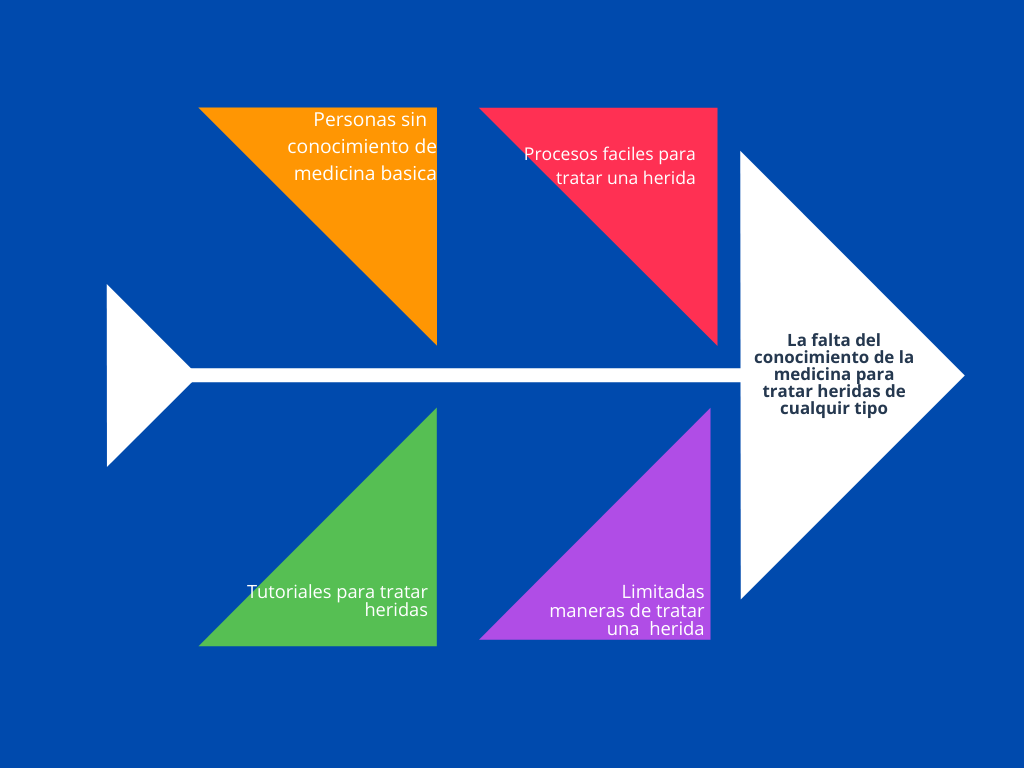 Personas sin
conocimiento de
medicina basica
Procesos faciles para
tratar una herida
La falta del
conocimiento de la
medicina para
tratar heridas de
cualquir tipo
Tutoriales para tratar
heridas
Limitadas
maneras de tratar
una  herida